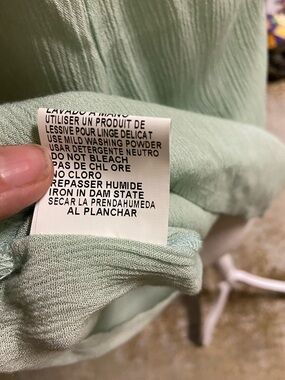 LAVADO A MANO
UTILISER UN PRODUIT DE
LESSIVE POUR LINGE DELICAT
USE MILD WASHING POWDER
USAR DETERGENTE NEUTRO
DO NOT BLEACH
PAS DE CHL ORE
NO CLORO
REPASSER HUMIDE
IRON IN DAM STATE
SECAR LA PRENDAHUMEDA
AL PLANCHAR